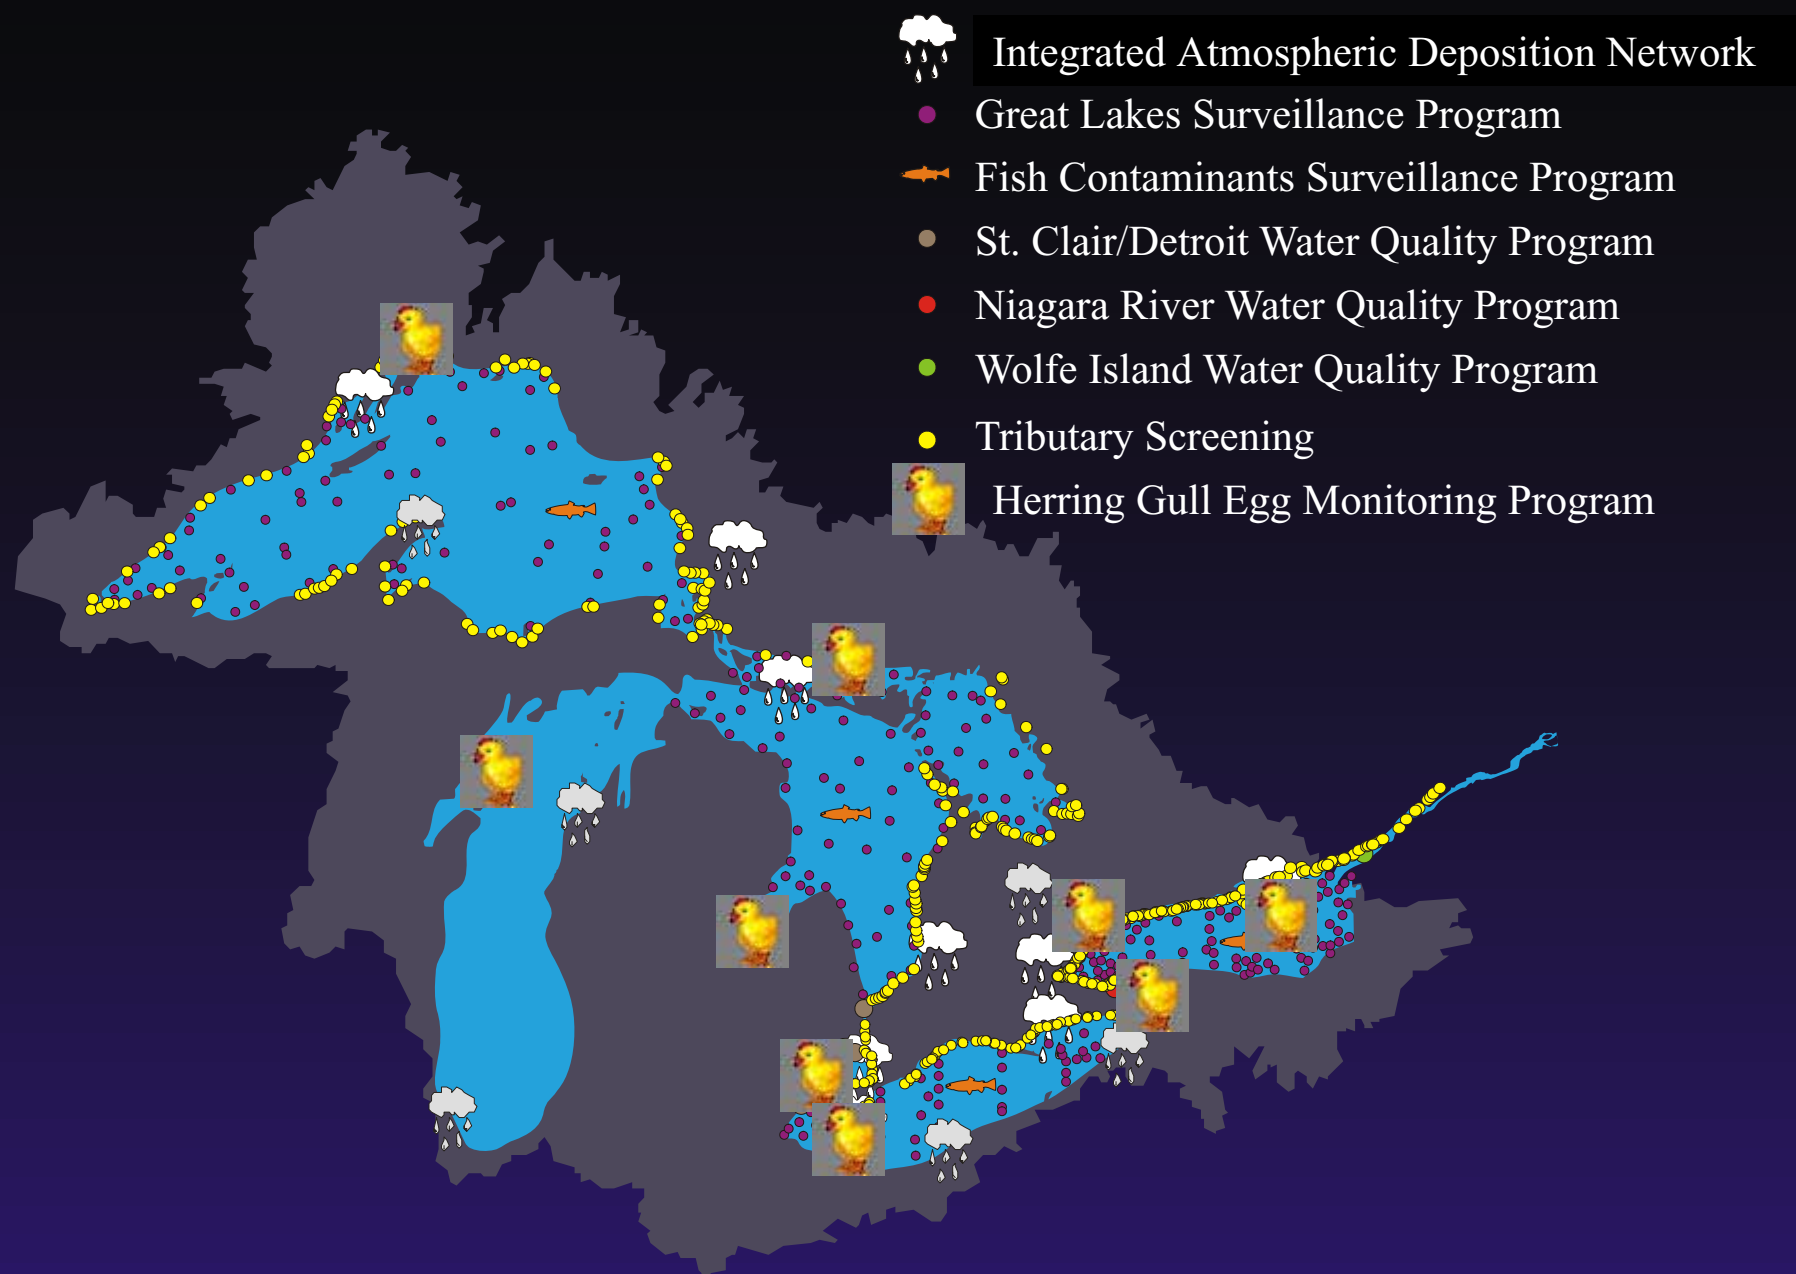 Integrated Atmospheric Deposition Network
Great Lakes Surveillance Program
Fish Contaminants Surveillance Program
St. Clair/Detroit Water Quality Program
Niagara River Water Quality Program
Wolfe Island Water Quality Program
Tributary Screening
Herring Gull Egg Monitoring Program